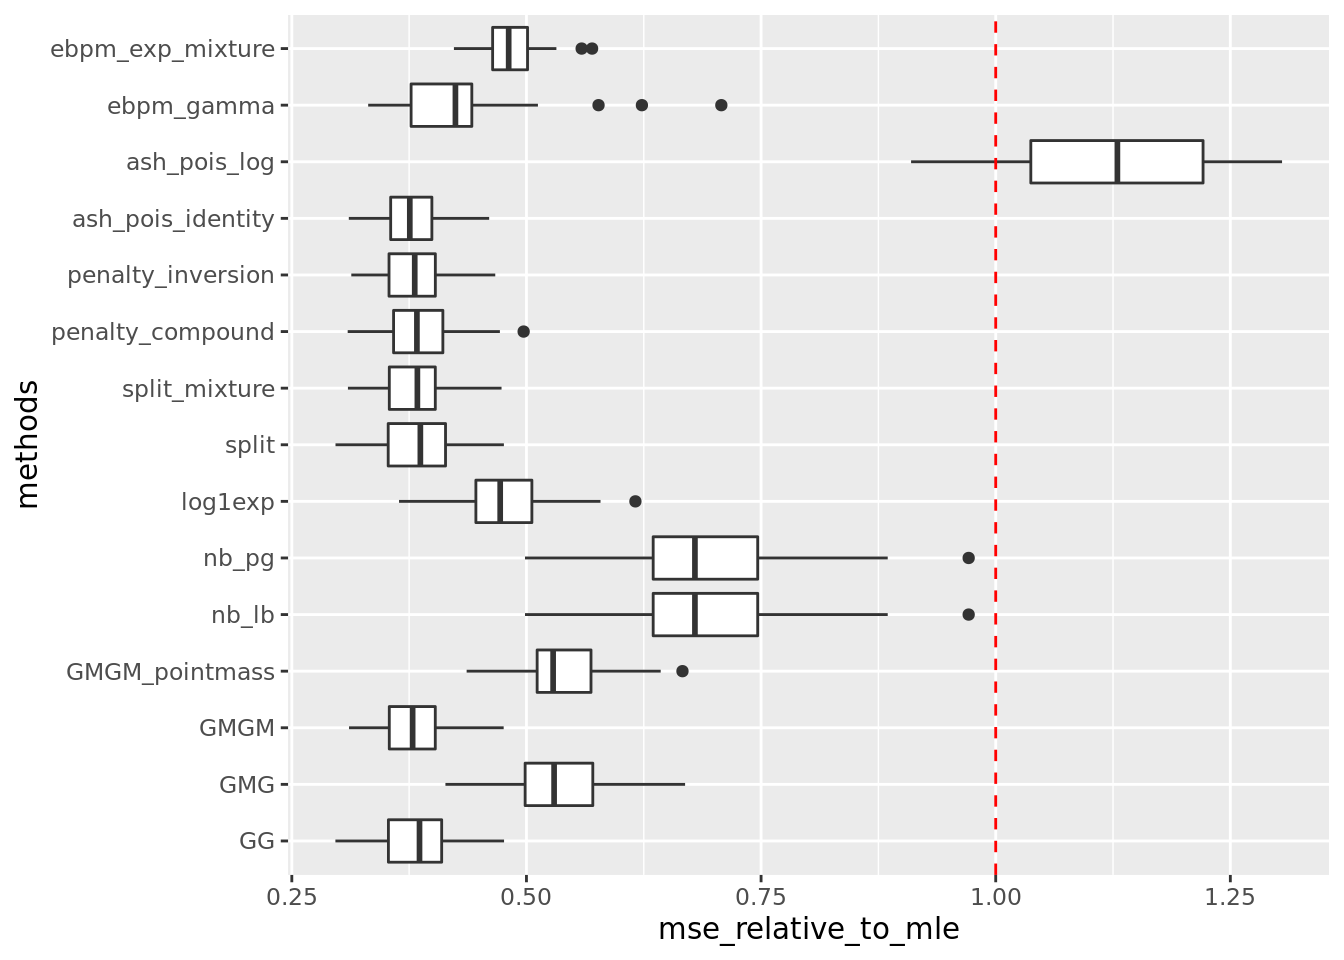 ebpm_exp_mixture
ebpm_gamma
ash_pois_log
ash_pois_identity
penalty_inversion
penalty_compound
split_mixture
split
log1exp
nb_pg
nb_lb
GMGM_pointmass
GMGM
GMG
GG
methods
0.25 0.50 0.75 1.00 1.25
mse_relative_to_mle